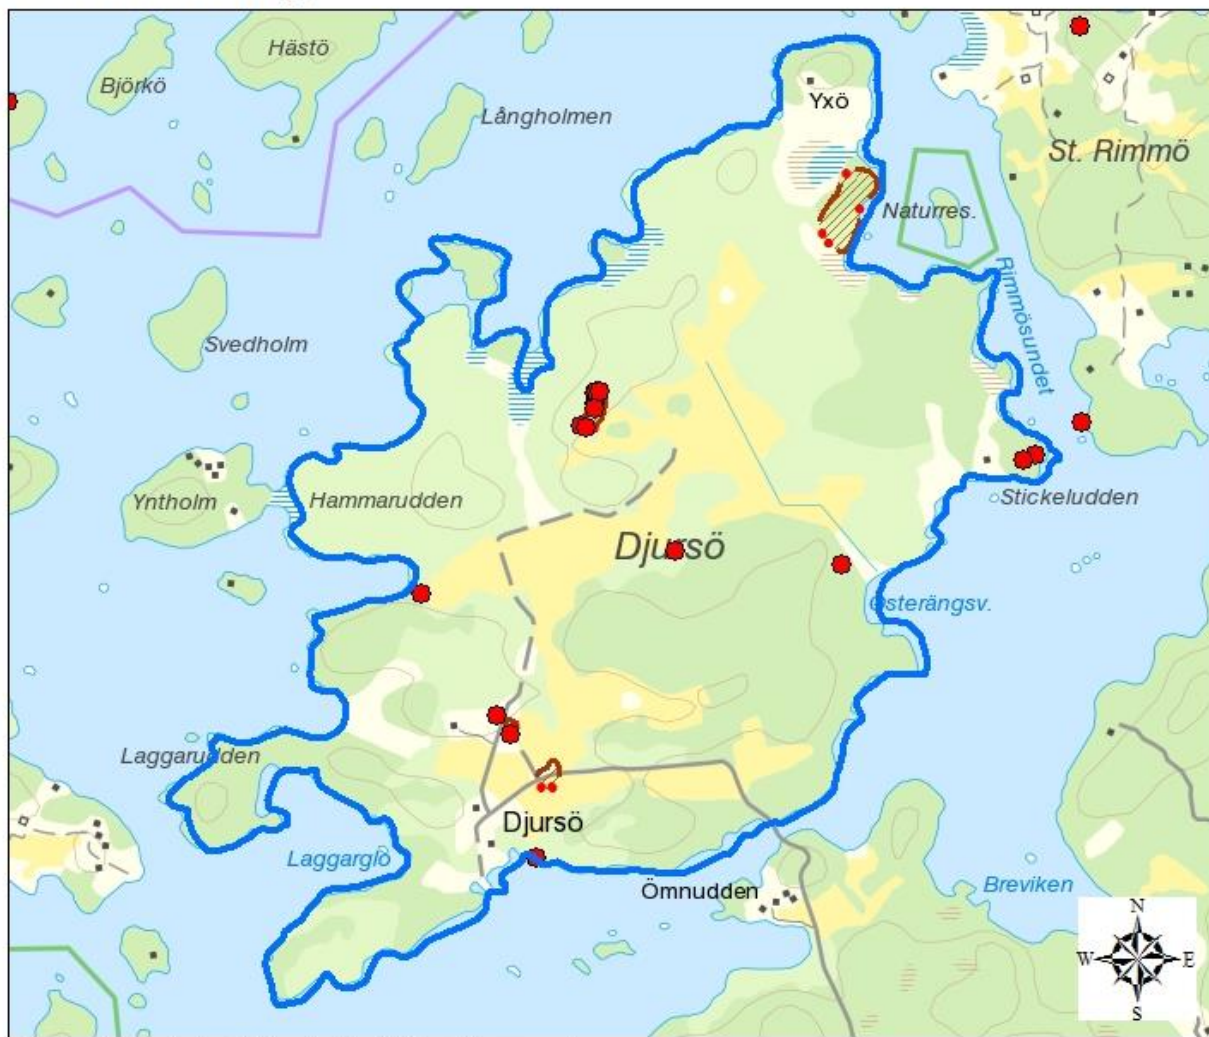 Hästö
Björkö
Långholmen
Yxö
St. Rimmö
Naturres.
Rimmösundet
Svedholm
Yntholm
Hammarudden
Stickeludden
Djursö
Österängsv.
Laggarudden
Djursö
Laggarglo
Ömnudden
Breviken
N
W E
S